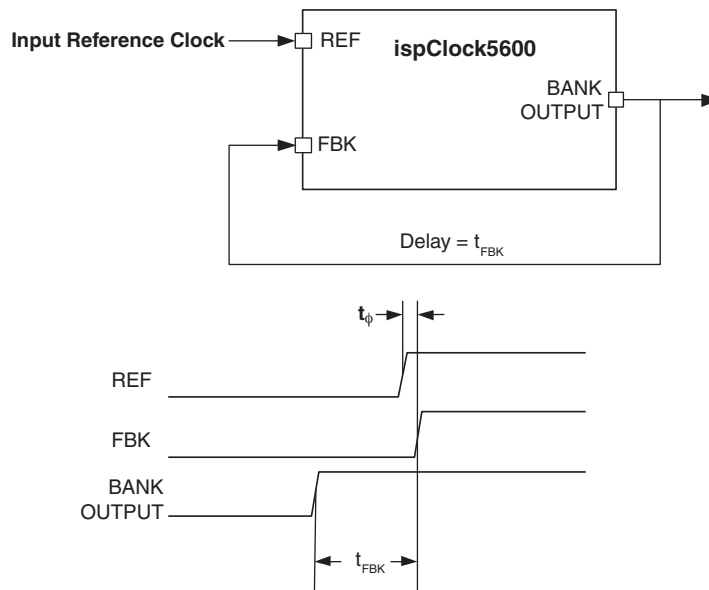 Input Reference Clock
REF
ispClock5600
BANK
OUTPUT
FBK
Delay = tFBK
tϕ
REF
FBK
BANK
OUTPUT
tFBK